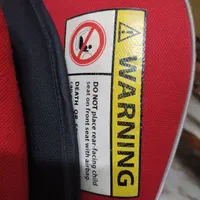 WARNING
DO NOT place rear-facing child
seat on front seat with airbag.
DEATH OR